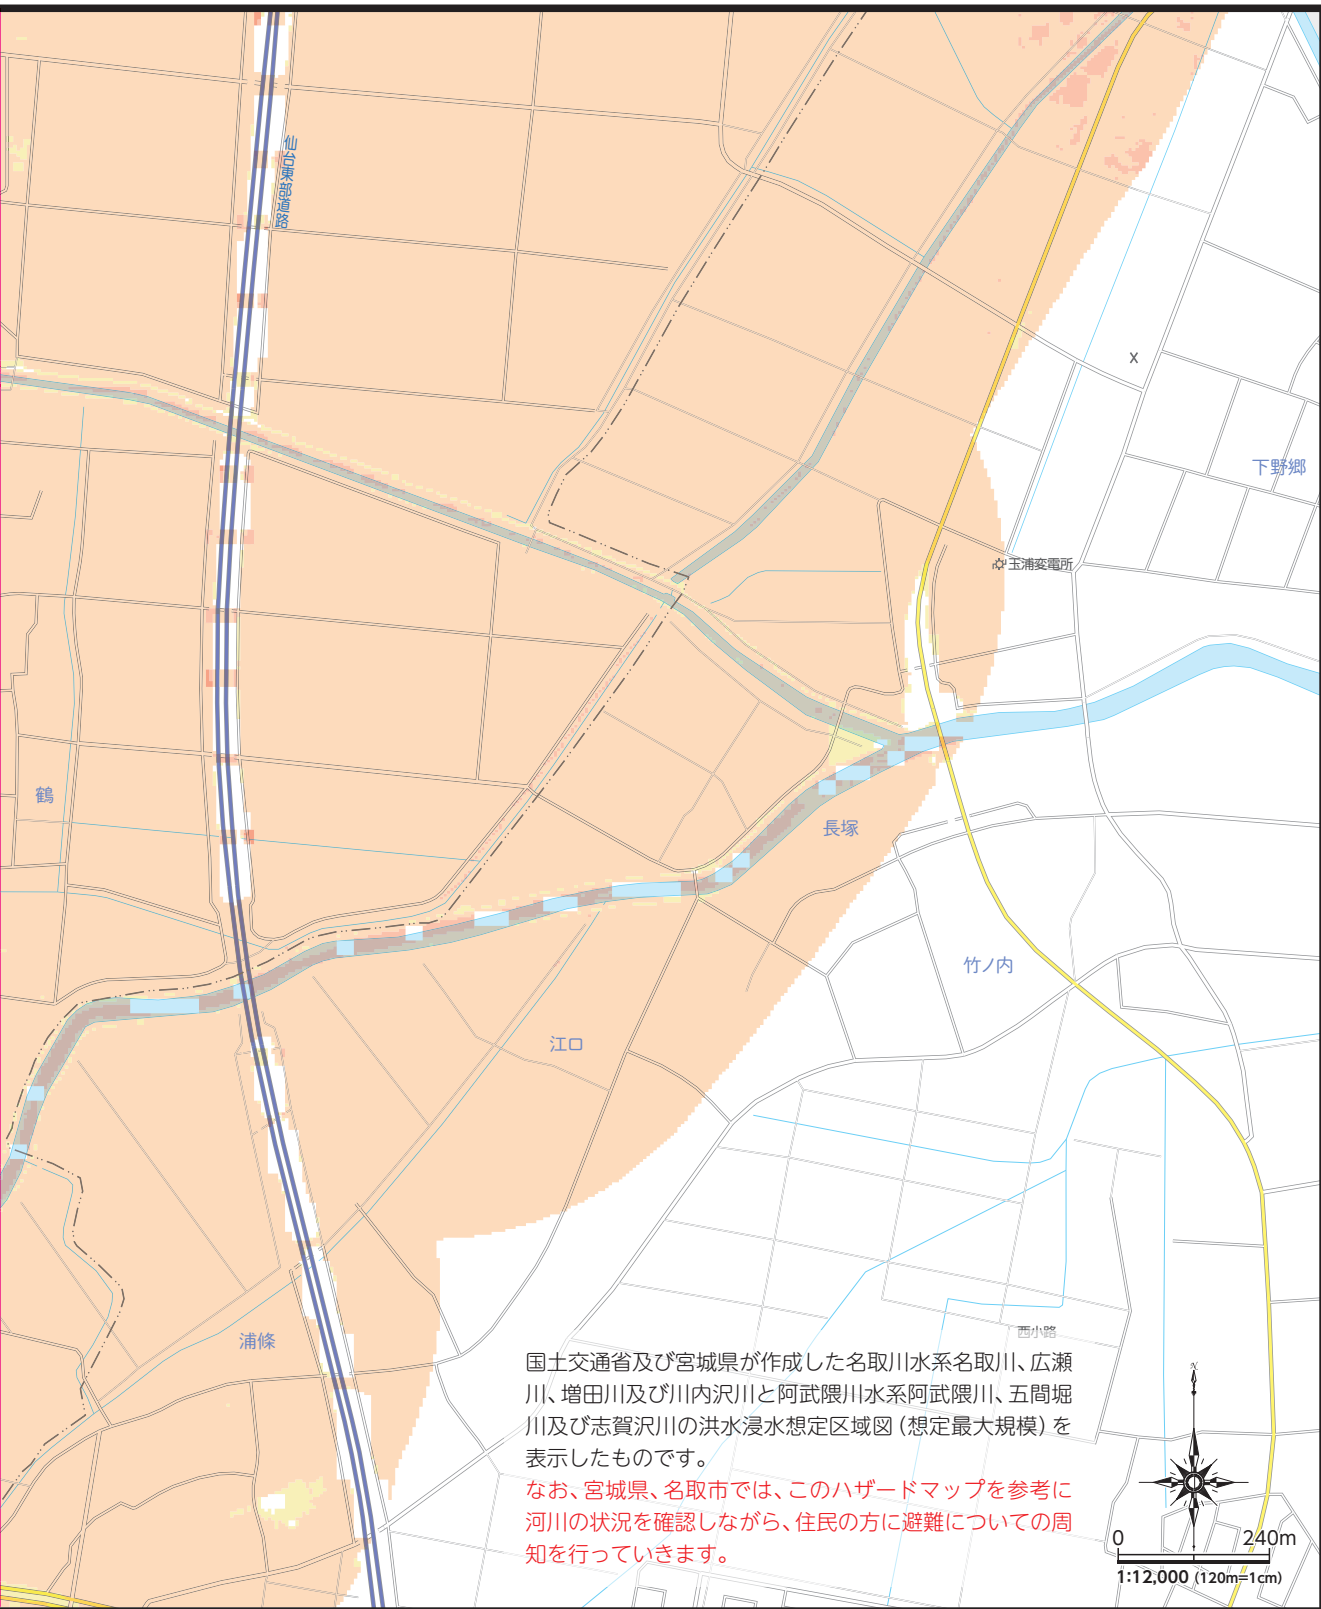 仙台東部道路
x
下野郷
玉浦変電所
鶴
長塚
竹ノ内
江口
浦條
西小路
国土交通省及び宮城県が作成した名取川水系名取川、広瀬
川、増田川及び川内沢川と阿武隈川水系阿武隈川、五間堀
川及び志賀沢川の洪水浸水想定区域図(想定最大規模)を
表示したものです。
なお、宮城県、名取市では、このハザードマップを参考に
河川の状況を確認しながら、住民の方に避難についての周
知を行っていきます。
N
0 240m
1:12,000 (120m=1cm)